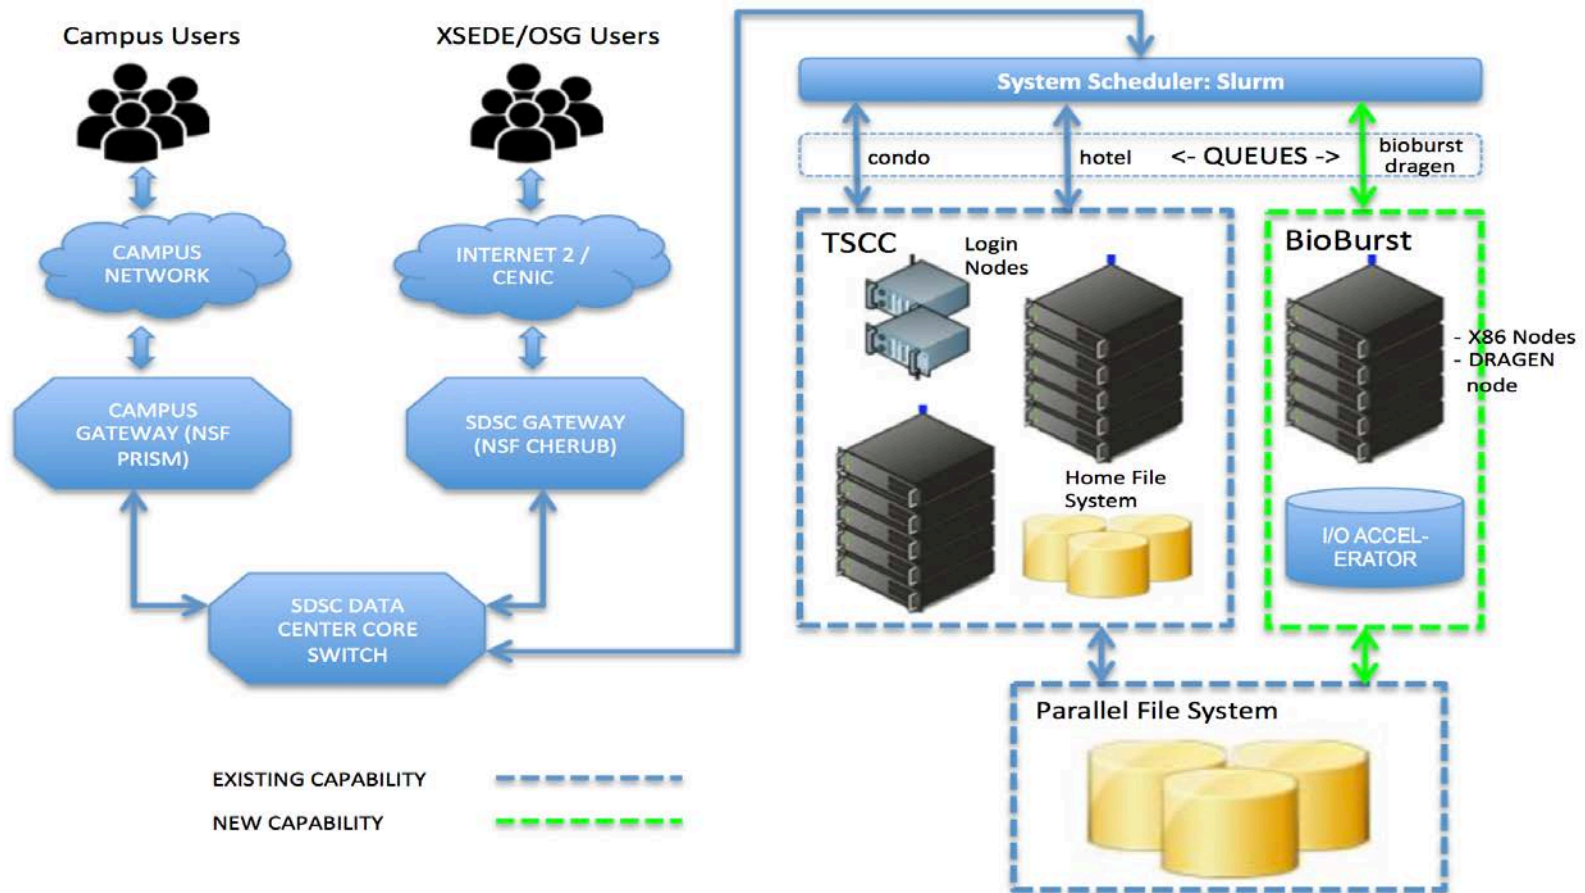 Campus Users
XSEDE/OSG Users
CAMPUS
NETWORK
INTERNET 2 /
CENIC
CAMPUS
GATEWAY (NSF
PRISM)
SDSC GATEWAY
(NSF CHERUB)
SDSC DATA
CENTER CORE
SWITCH
System Scheduler: Slurm
condo
hotel
<- QUEUES ->
bioburst
dragen
TSCC
Login
Nodes
Home File
System
BioBurst
- X86 Nodes
- DRAGEN
node
I/O ACCEL-
ERATOR
Parallel File System
EXISTING CAPABILITY
NEW CAPABILITY